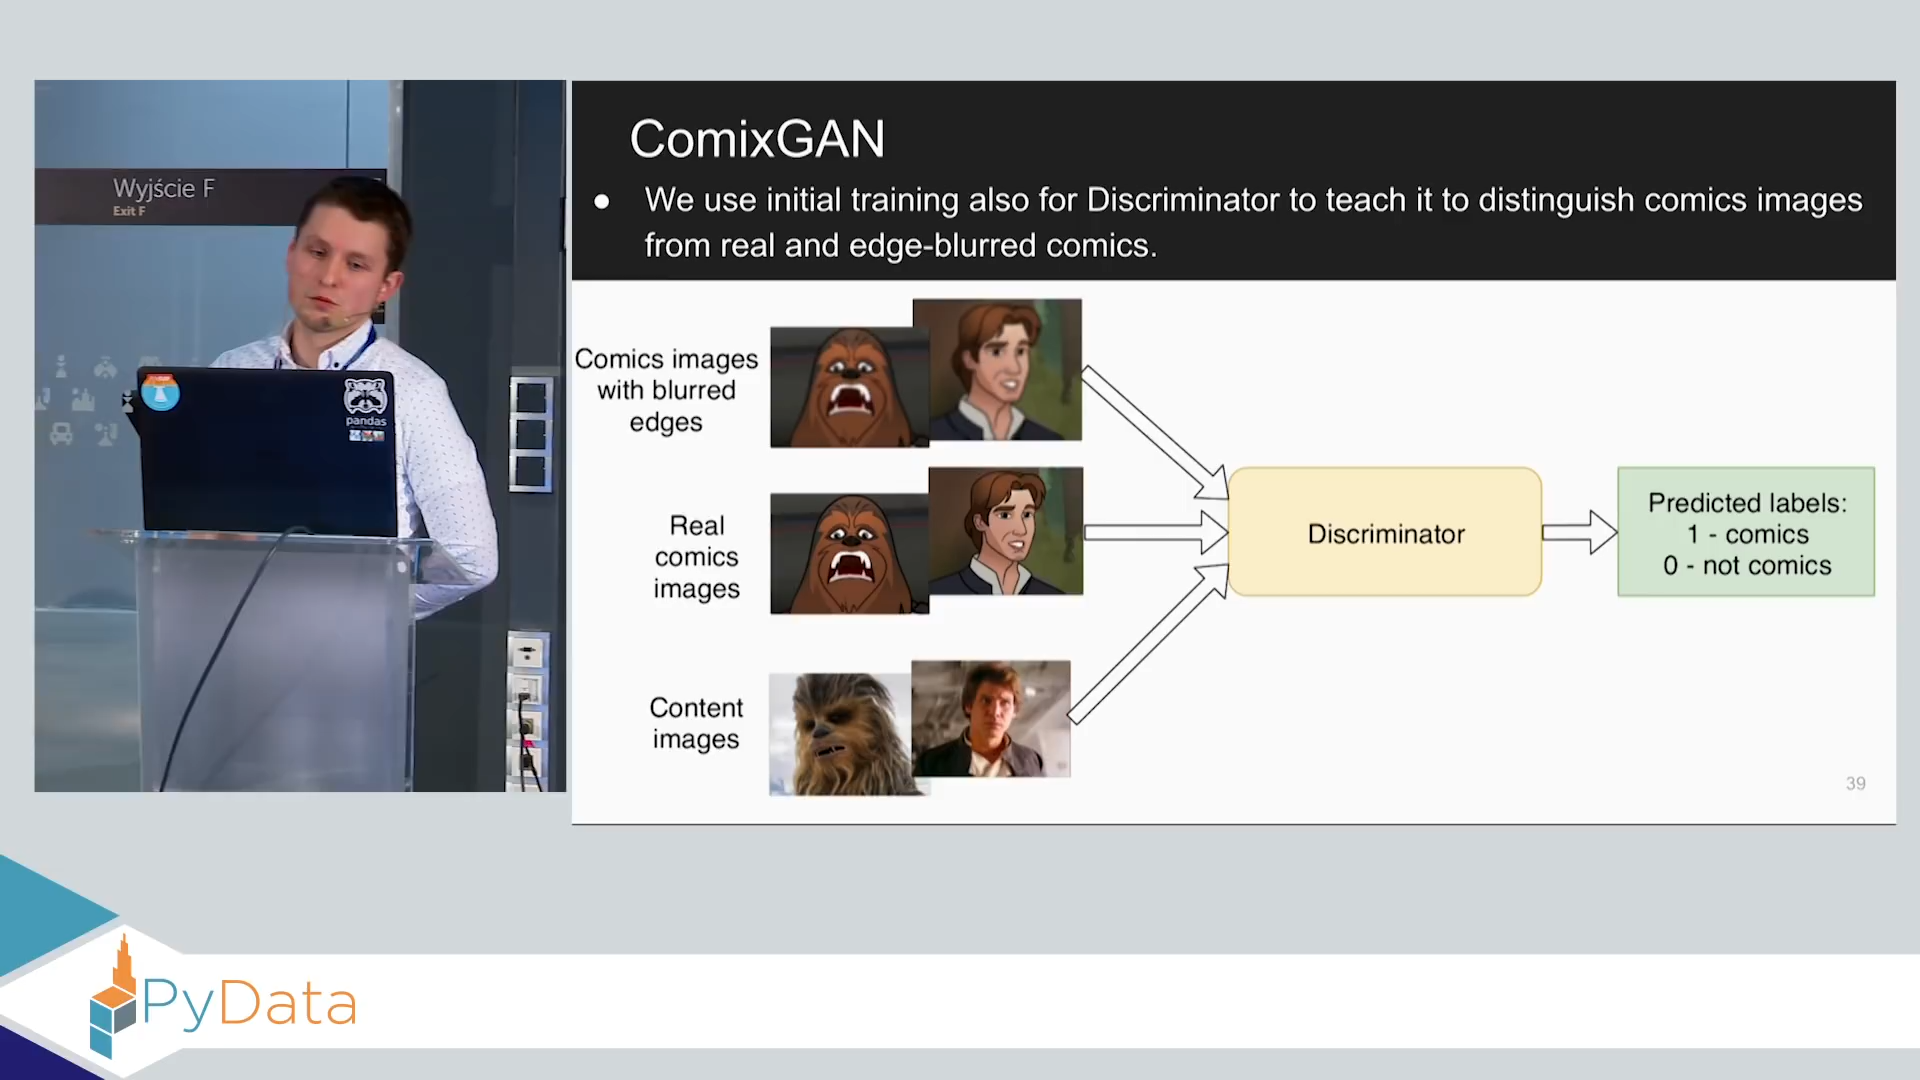 Wyjście F
Exit F
pandas
ComixGAN
● We use initial training also for Discriminator to teach it to distinguish comics images
from real and edge-blurred comics.
Comics images
with blurred
edges
Real
comics
images
Content
images
Discriminator
Predicted labels:
1 - comics
0 - not comics
39
PyData